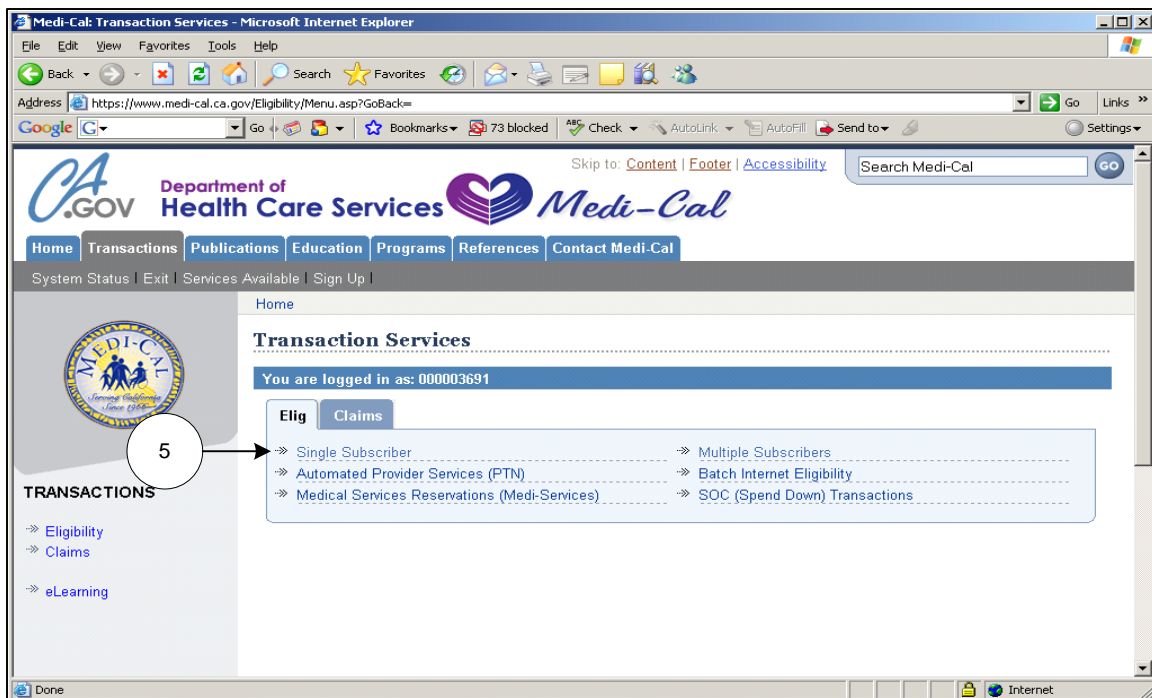 Medi-Cal: Transaction Services - Microsoft Internet Explorer
File Edit View Favorites Tools Help
Back Search Favorites
Address https://www.medi-cal.ca.gov/Eligibility/Menu.asp?GoBack= Go Links »
Google G Go Bookmarks 73 blocked ABC Check AutoLink AutoFill Send to Settings
Skip to: Content | Footer | Accessibility
Search Medi-Cal GO
CA.GOV Department of Health Care Services Medi-Cal
Home Transactions Publications Education Programs References Contact Medi-Cal
System Status | Exit | Services Available | Sign Up |
Home
MEDI-CAL
Serving California Since 1966
Transaction Services
You are logged in as: 000003691
Elig Claims
5
Single Subscriber Multiple Subscribers
Automated Provider Services (PTN) Batch Internet Eligibility
Medical Services Reservations (Medi-Services) SOC (Spend Down) Transactions
TRANSACTIONS
Eligibility
Claims
eLearning
Done Internet